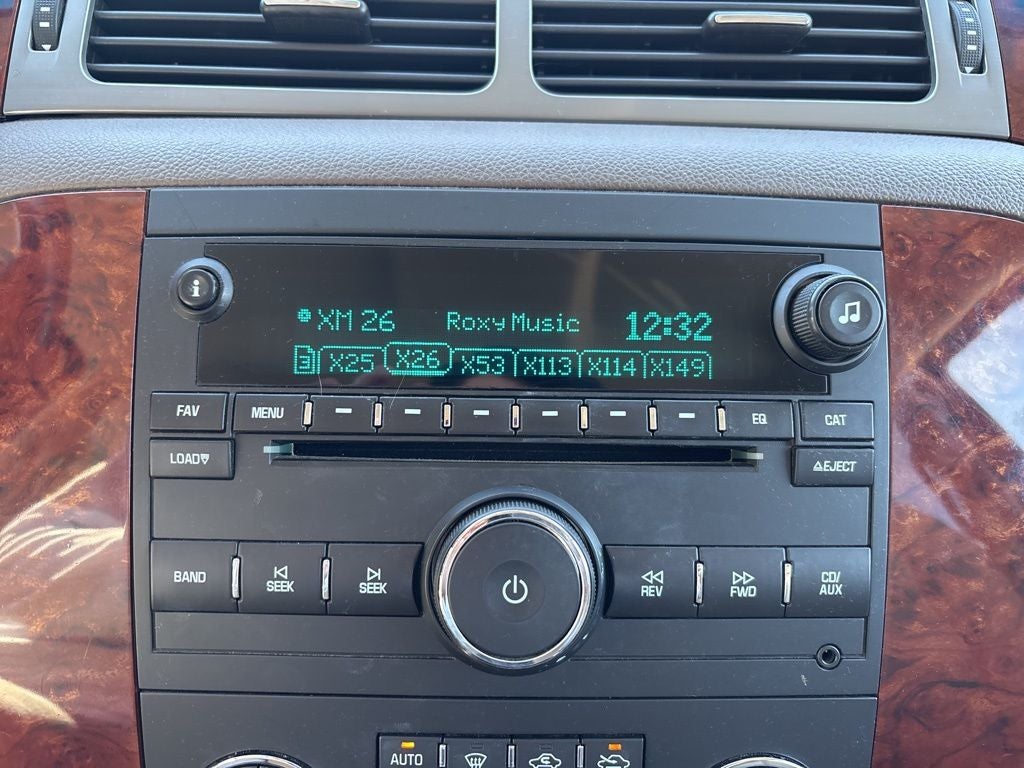 i
XM 26 Roxy Music 12:32
3 X25 X26 X53 X113 X114 X149
FAV MENU EQ CAT
LOAD EJECT
BAND SEEK SEEK REV FWD CD/
AUX
AUTO